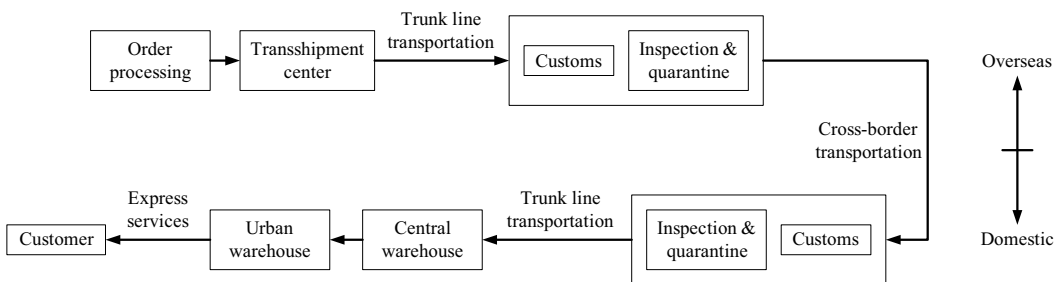 Order
processing
Transshipment
center
Trunk line
transportation
Customs
Inspection &
quarantine
Overseas
Cross-border
transportation
Domestic
Customs
Inspection &
quarantine
Trunk line
transportation
Central
warehouse
Urban
warehouse
Express
services
Customer